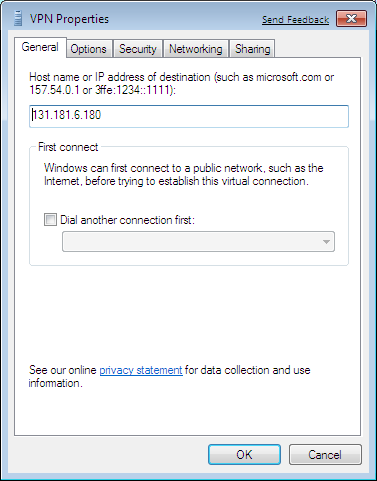 VPN Properties
Send Feedback
General
Options
Security
Networking
Sharing
Host name or IP address of destination (such as microsoft.com or
157.54.0.1 or 3ffe:1234::1111):
131.181.6.180
First connect
Windows can first connect to a public network, such as the
Internet, before trying to establish this virtual connection.
Dial another connection first:
See our online privacy statement for data collection and use
information.
OK
Cancel